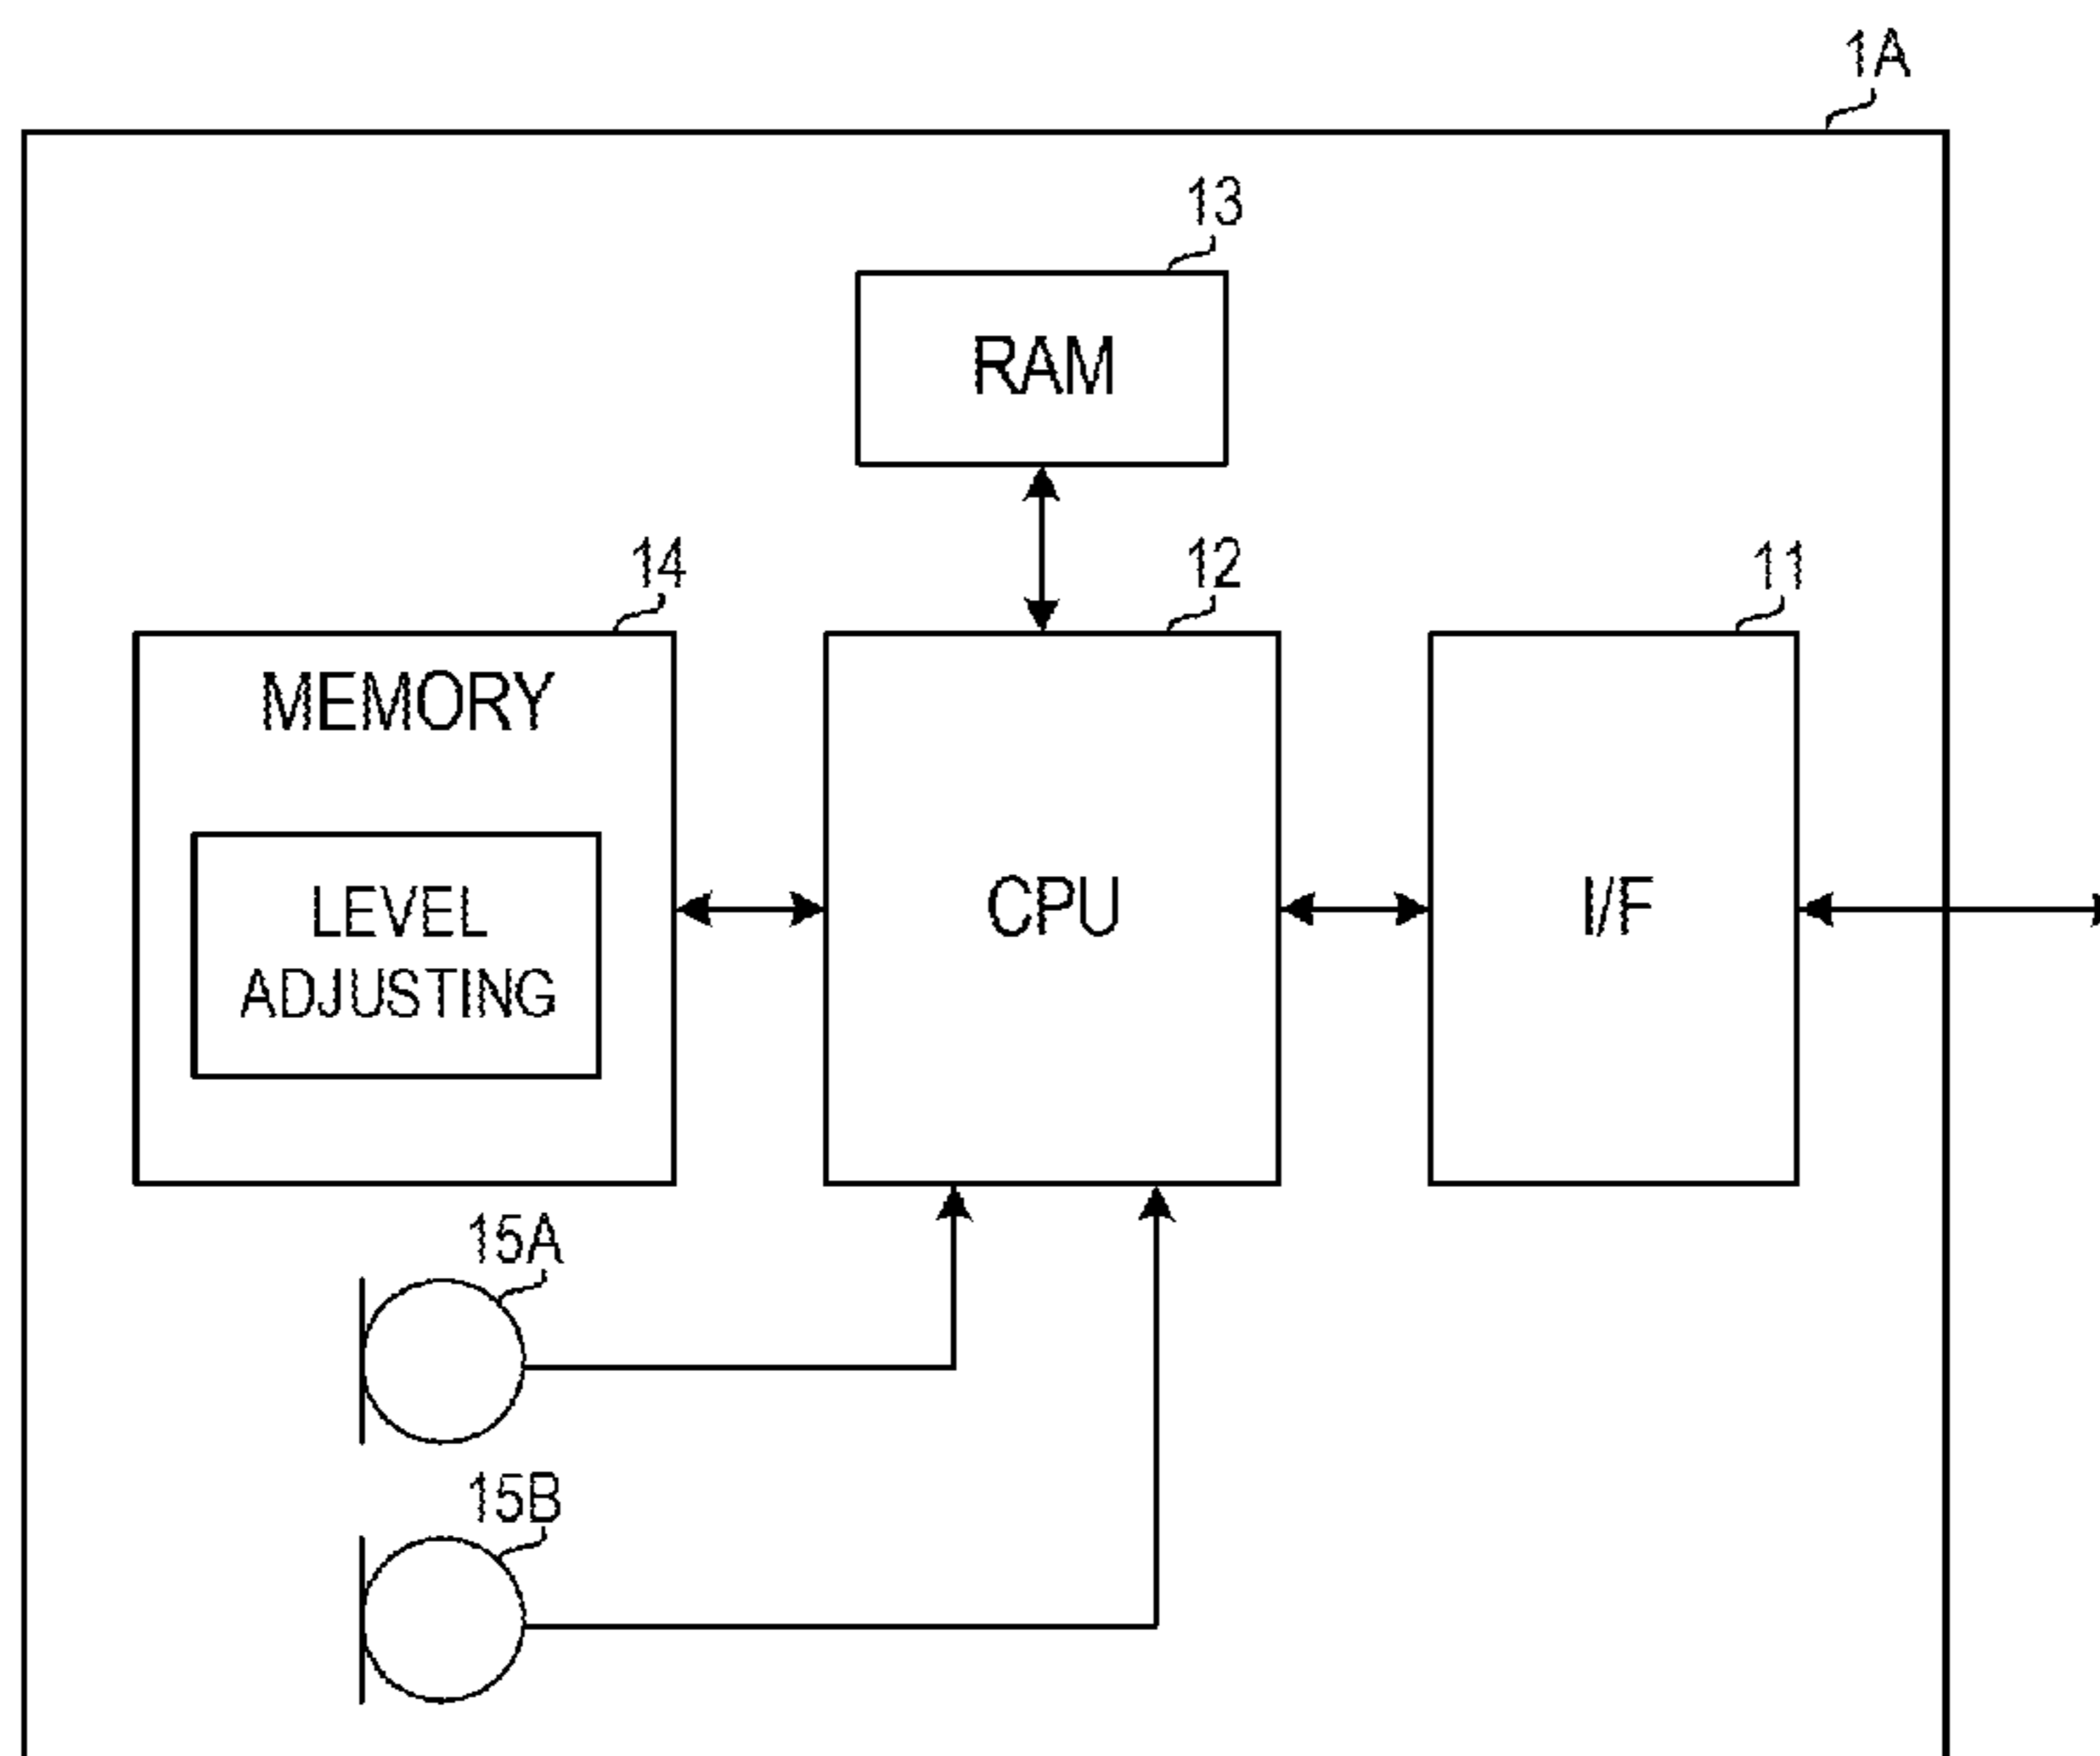 1A
13
RAM
14
12
11
MEMORY
LEVEL
ADJUSTING
CPU
I/F
15A
15B